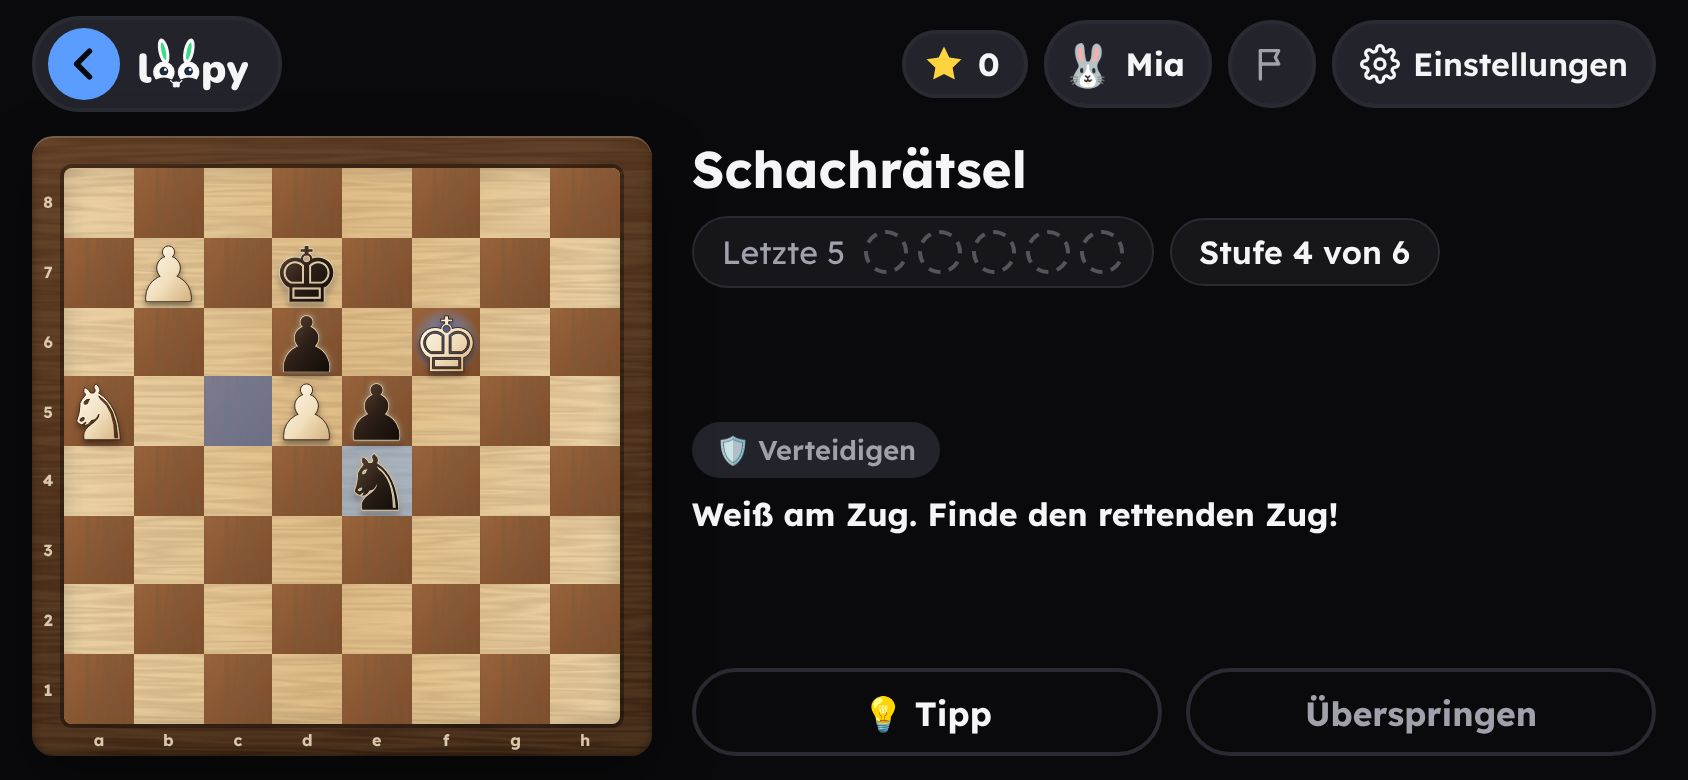 loopy
0
Mia
Einstellungen
Schachrätsel
Letzte 5
Stufe 4 von 6
Verteidigen
Weiß am Zug. Finde den rettenden Zug!
Tipp
Überspringen
8
7
6
5
4
3
2
1
a b c d e f g h